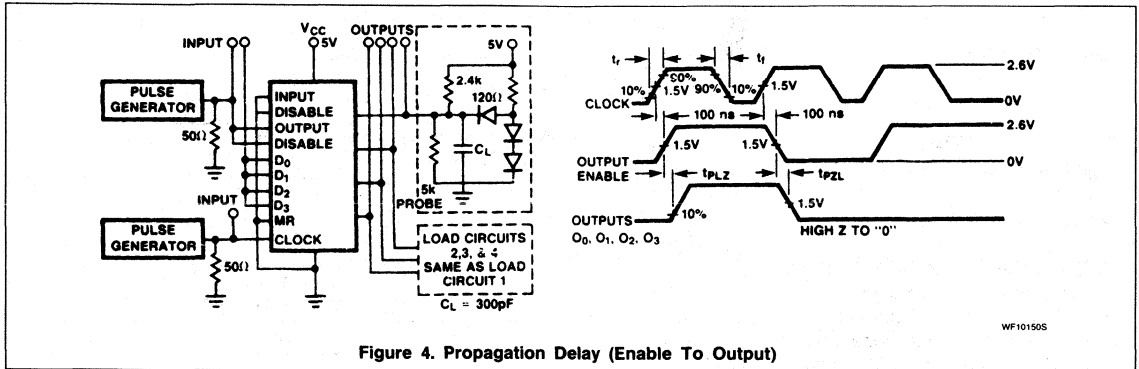 INPUT
VCC
5V
OUTPUTS
PULSE
GENERATOR
50Ω
INPUT
DISABLE
OUTPUT
DISABLE
D0
D1
D2
D3
MR
CLOCK
INPUT
PULSE
GENERATOR
50Ω
5V
2.4k
120Ω
CL
5k
PROBE
LOAD CIRCUITS
2,3, & 4
SAME AS LOAD
CIRCUIT 1
CL = 300pF
tr
tf
90%
90%
10%
1.5V
10%
1.5V
2.6V
0V
CLOCK
100 ns
100 ns
2.6V
1.5V
1.5V
0V
OUTPUT
ENABLE
tPLZ
tPZL
10%
1.5V
OUTPUTS
O0, O1, O2, O3
HIGH Z TO "0"
WF10150S
Figure 4. Propagation Delay (Enable To Output)